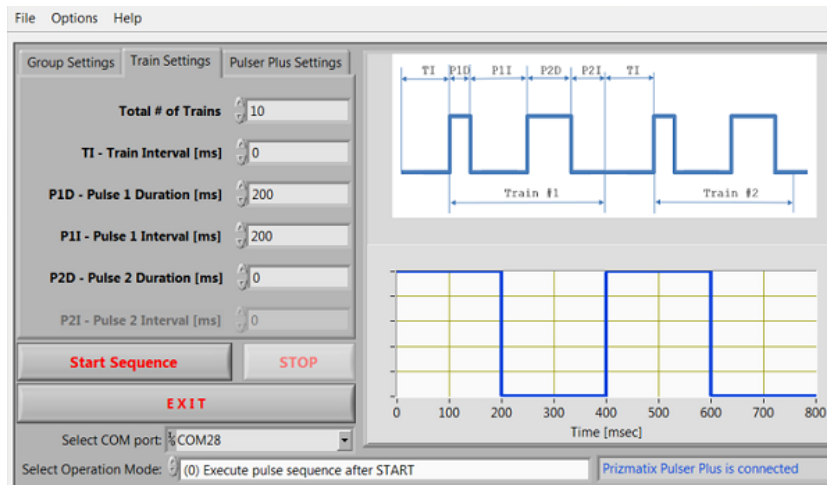 File Options Help
Group Settings Train Settings Pulser Plus Settings
Total # of Trains 10
TI - Train Interval [ms] 0
P1D - Pulse 1 Duration [ms] 200
P1I - Pulse 1 Interval [ms] 200
P2D - Pulse 2 Duration [ms] 0
P2I - Pulse 2 Interval [ms] 0
Start Sequence STOP
EXIT
Select COM port: COM28
Select Operation Mode: (0) Execute pulse sequence after START
TI P1D P1I P2D P2I TI
Train #1 Train #2
0 100 200 300 400 500 600 700 800
Time [msec]
Prizmatix Pulser Plus is connected